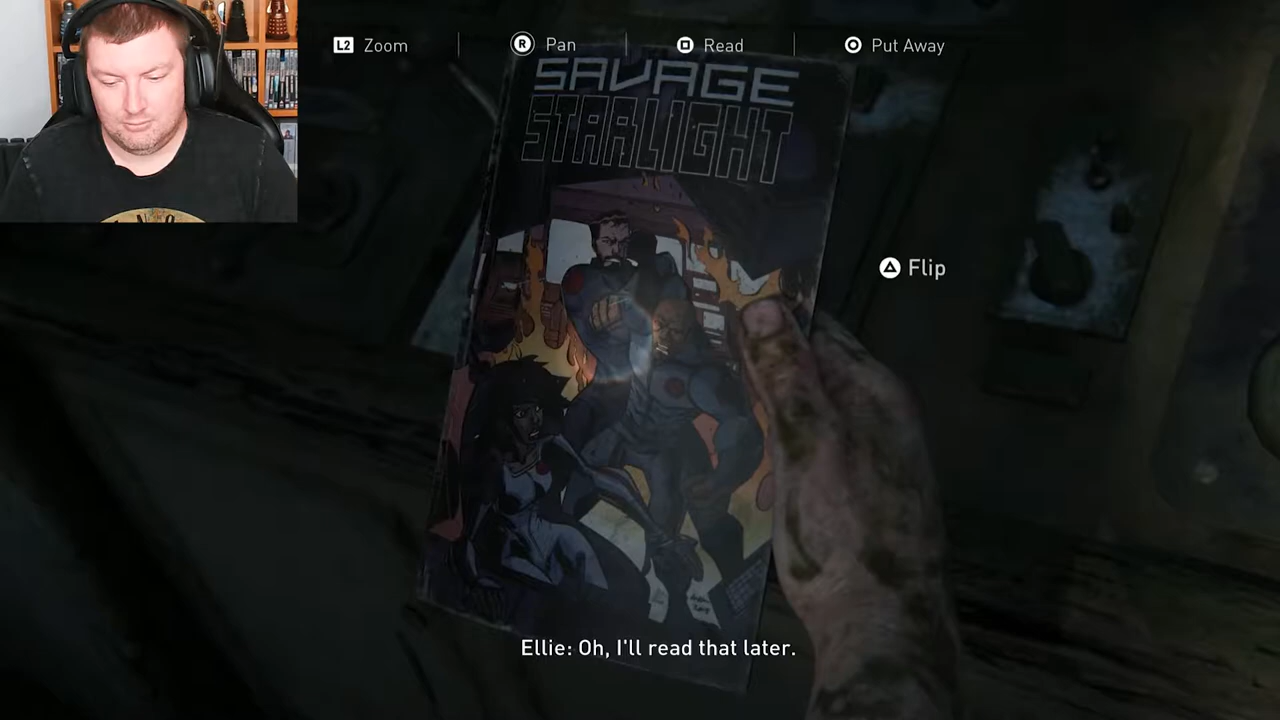 L2 Zoom
R Pan
Read
Put Away
SAVAGE
STARLIGHT
Flip
Ellie: Oh, I'll read that later.